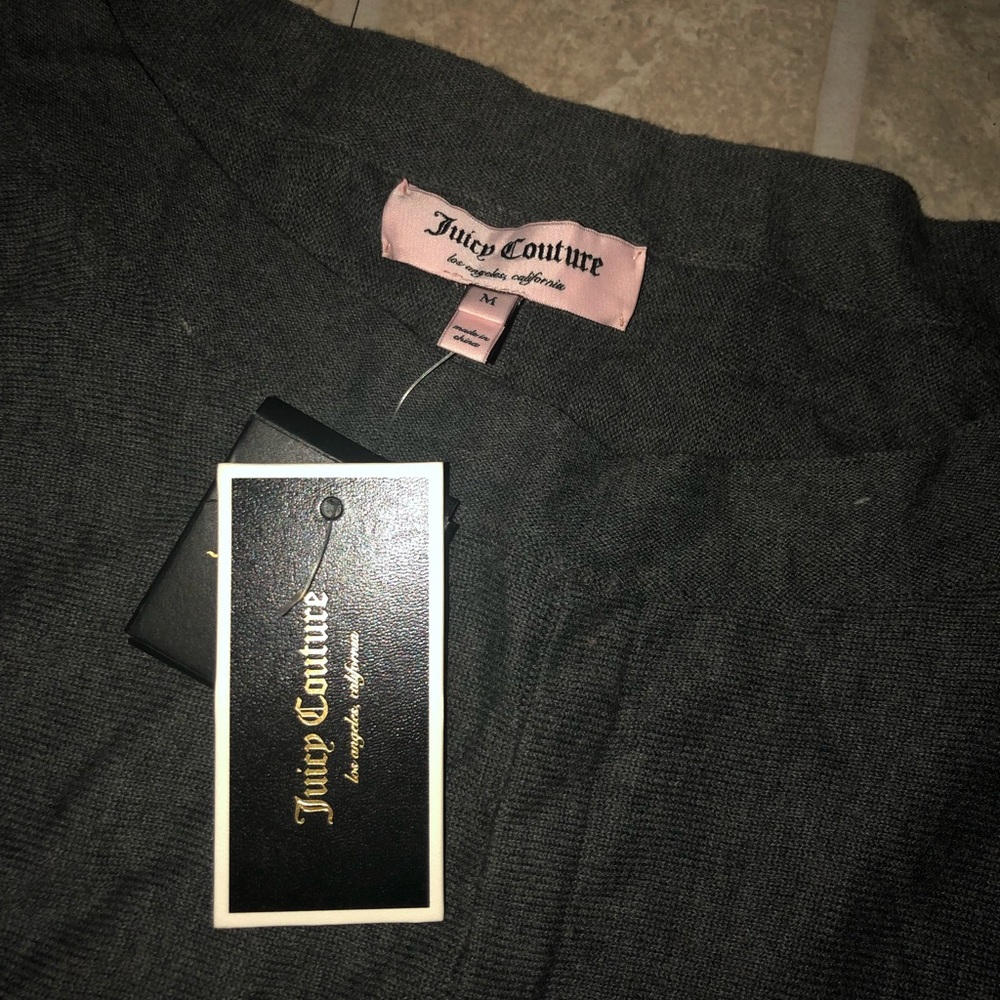 Juicy Couture
los angeles, california
M
made in
china
Juicy Couture
los angeles, california